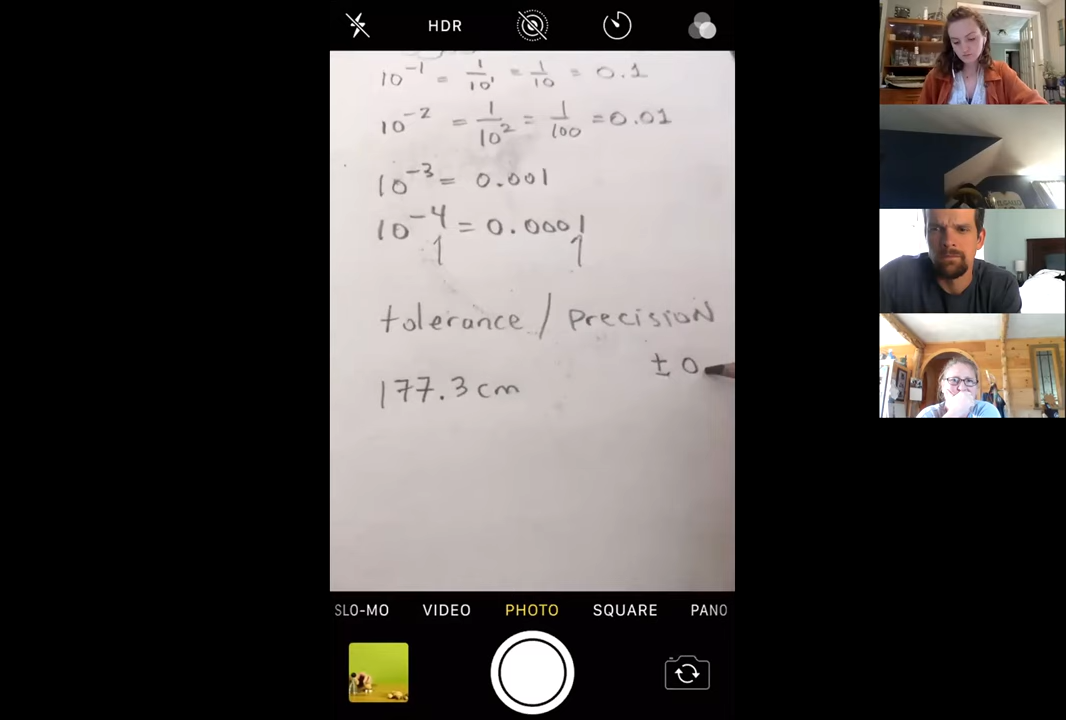 HDR
10⁻¹ = 1/10¹ = 1/10 = 0.1
10⁻² = 1/10² = 1/100 = 0.01
10⁻³ = 0.001
10⁻⁴ = 0.0001
tolerance / precision
± 0
177.3 cm
SLO-MO VIDEO PHOTO SQUARE PANO